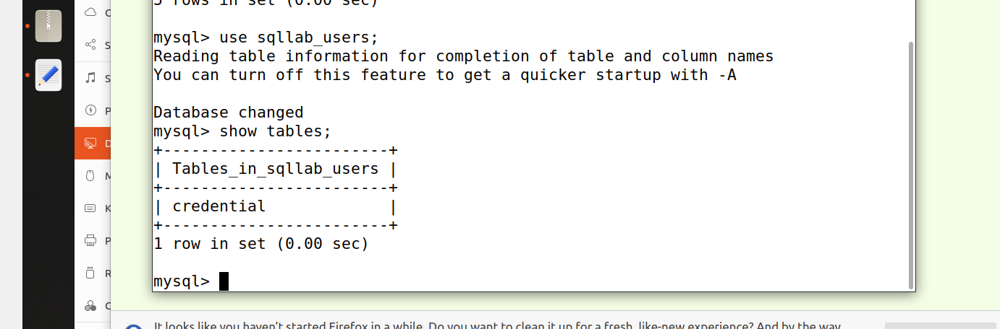 5 rows in set (0.00 sec)
mysql> use sqllab_users;
Reading table information for completion of table and column names
You can turn off this feature to get a quicker startup with -A
Database changed
mysql> show tables;
+------------------------+
| Tables_in_sqllab_users |
+------------------------+
| credential             |
+------------------------+
1 row in set (0.00 sec)
mysql>
C
S
S
P
D
M
K
P
R
C
It looks like you haven't started Firefox in a while. Do you want to clean it up for a fresh, like-new experience? And by the way,